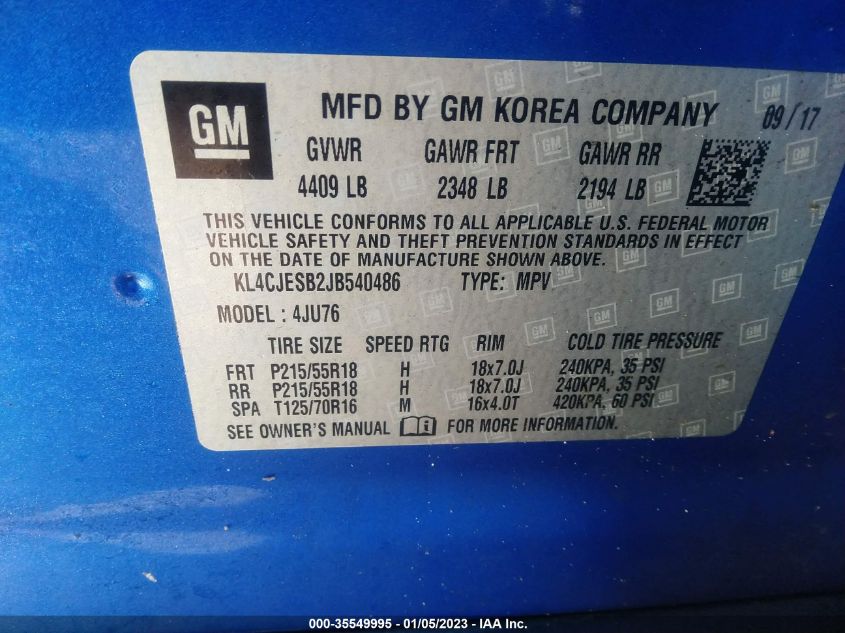 GM
MFD BY GM KOREA COMPANY 09/17
GVWR GAWR FRT GAWR RR
4409 LB 2348 LB 2194 LB
THIS VEHICLE CONFORMS TO ALL APPLICABLE U.S. FEDERAL MOTOR
VEHICLE SAFETY AND THEFT PREVENTION STANDARDS IN EFFECT
ON THE DATE OF MANUFACTURE SHOWN ABOVE.
KL4CJESB2JB540486 TYPE: MPV
MODEL : 4JU76
TIRE SIZE SPEED RTG RIM COLD TIRE PRESSURE
FRT P215/55R18 H 18x7.0J 240KPA, 35 PSI
RR P215/55R18 H 18x7.0J 240KPA, 35 PSI
SPA T125/70R16 M 16x4.0T 420KPA, 60 PSI
SEE OWNER'S MANUAL FOR MORE INFORMATION.
000-35549995 - 01/05/2023 - IAA Inc.